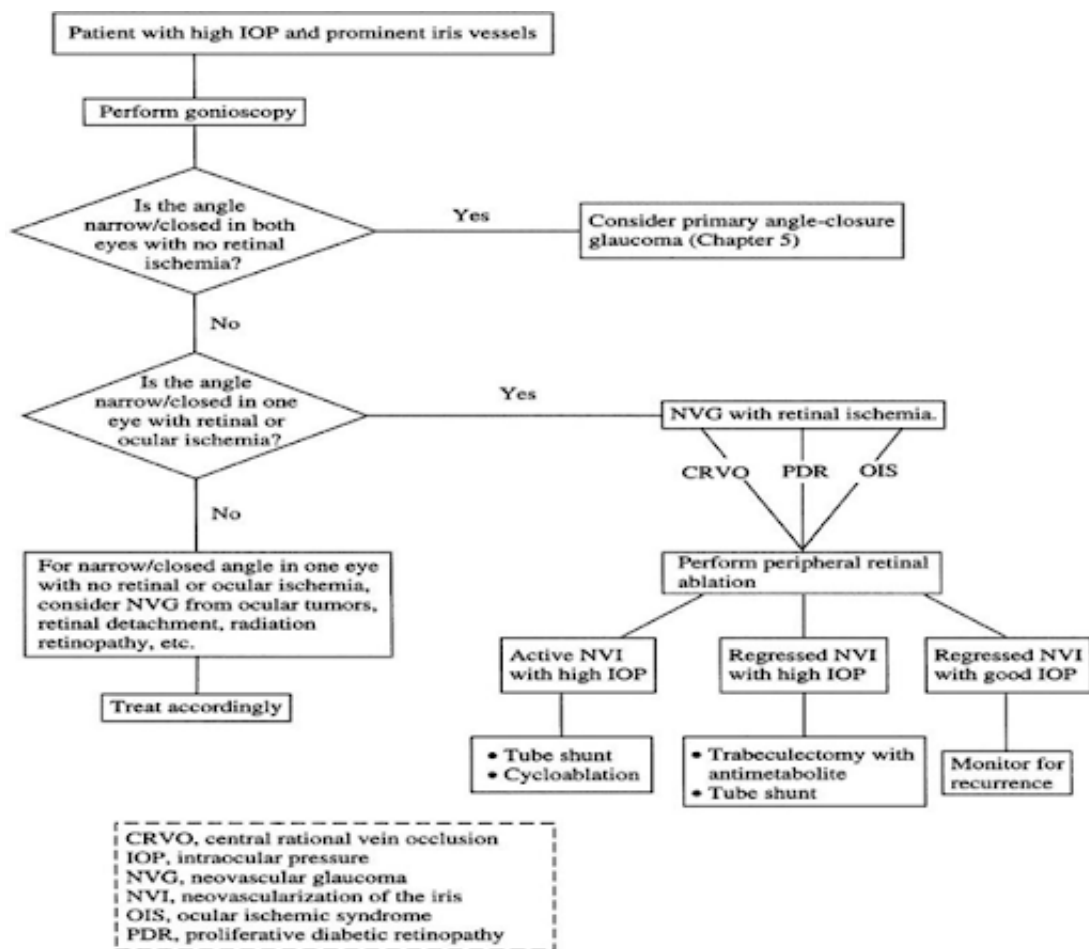 Patient with high IOP and prominent iris vessels
Perform gonioscopy
Is the angle
narrow/closed in both
eyes with no retinal
ischemia?
Yes
Consider primary angle-closure
glaucoma (Chapter 5)
No
Is the angle
narrow/closed in one
eye with retinal or
ocular ischemia?
Yes
NVG with retinal ischemia.
CRVO
PDR
OIS
No
For narrow/closed angle in one eye
with no retinal or ocular ischemia,
consider NVG from ocular tumors,
retinal detachment, radiation
retinopathy, etc.
Treat accordingly
Perform peripheral retinal
ablation
Active NVI
with high IOP
Regressed NVI
with high IOP
Regressed NVI
with good IOP
• Tube shunt
• Cycloablation
• Trabeculectomy with
antimetabolite
• Tube shunt
Monitor for
recurrence
CRVO, central rational vein occlusion
IOP, intraocular pressure
NVG, neovascular glaucoma
NVI, neovascularization of the iris
OIS, ocular ischemic syndrome
PDR, proliferative diabetic retinopathy